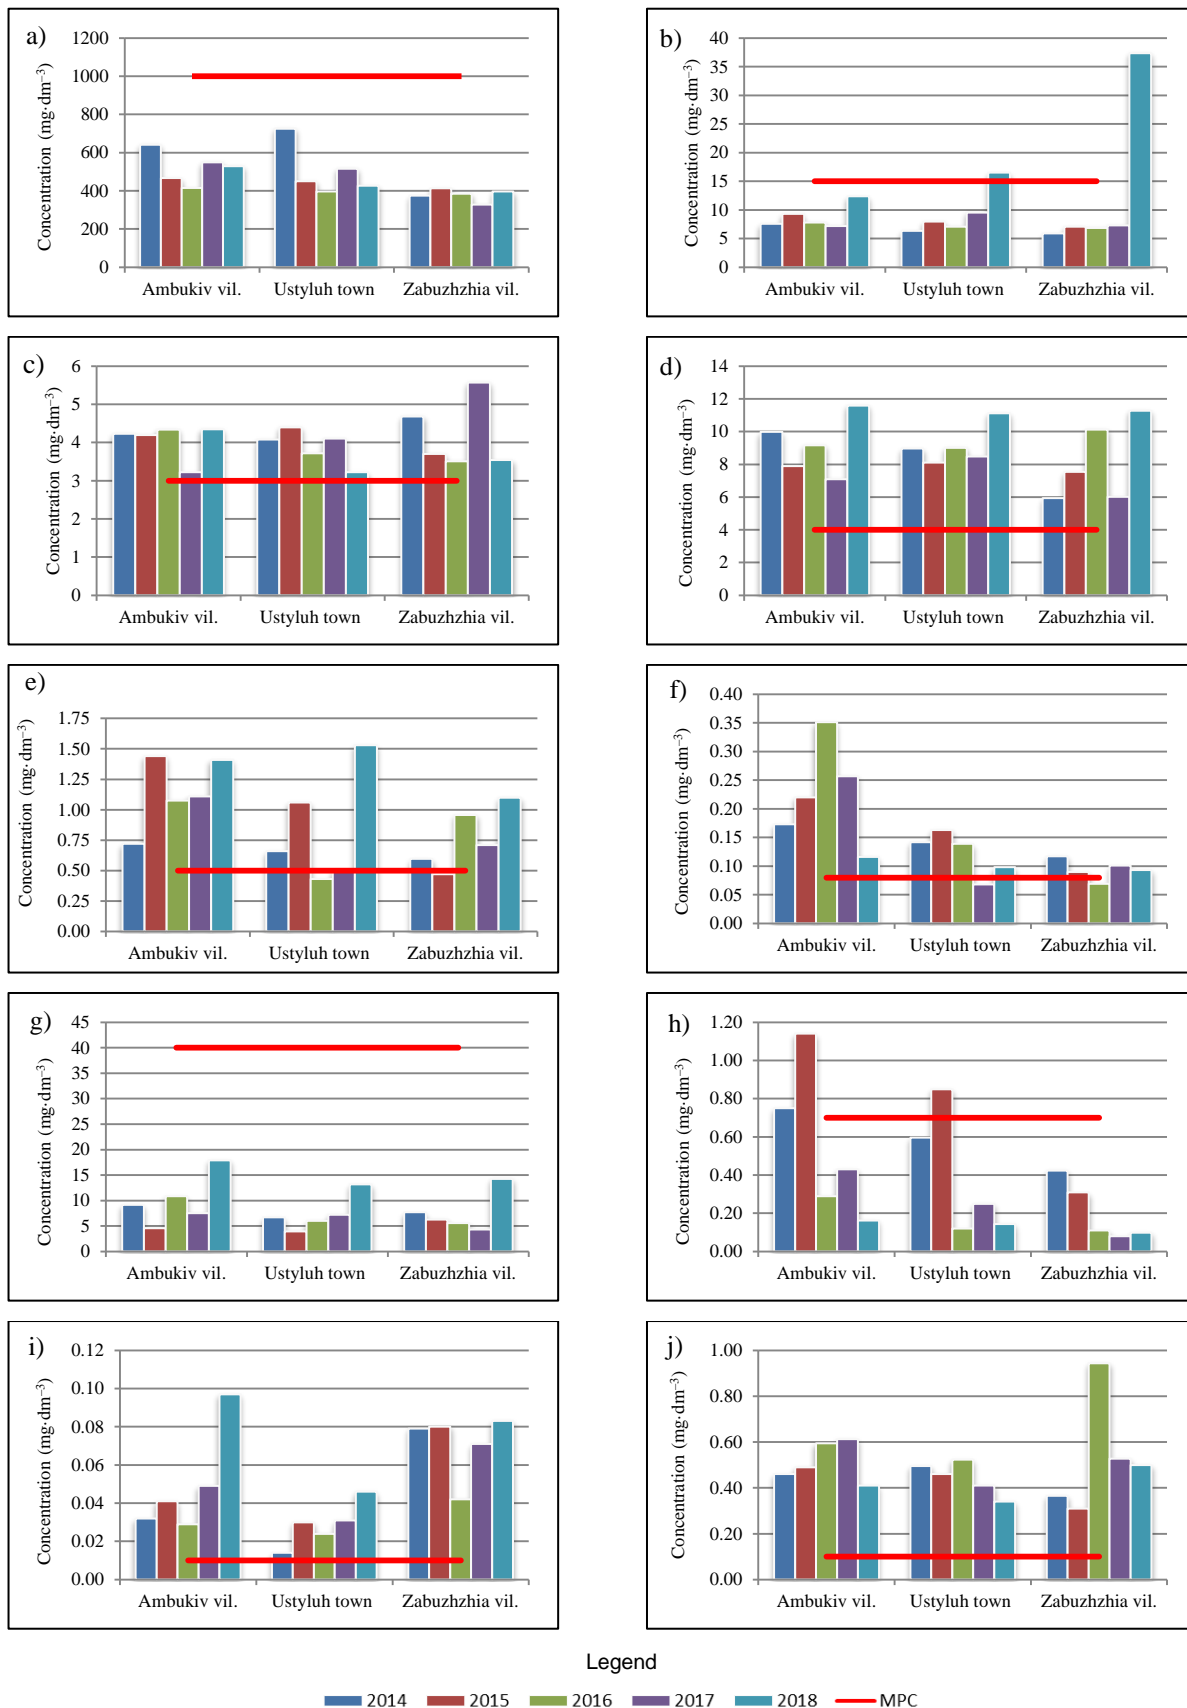 a)
Concentration (mg·dm⁻³)
1200
1000
800
600
400
200
0
Ambukiv vil. Ustyluh town Zabuzhzhia vil.
b)
Concentration (mg·dm⁻³)
40
35
30
25
20
15
10
5
0
Ambukiv vil. Ustyluh town Zabuzhzhia vil.
c)
Concentration (mg·dm⁻³)
6
5
4
3
2
1
0
Ambukiv vil. Ustyluh town Zabuzhzhia vil.
d)
Concentration (mg·dm⁻³)
14
12
10
8
6
4
2
0
Ambukiv vil. Ustyluh town Zabuzhzhia vil.
e)
Concentration (mg·dm⁻³)
1.75
1.50
1.25
1.00
0.75
0.50
0.25
0.00
Ambukiv vil. Ustyluh town Zabuzhzhia vil.
f)
Concentration (mg·dm⁻³)
0.40
0.35
0.30
0.25
0.20
0.15
0.10
0.05
0.00
Ambukiv vil. Ustyluh town Zabuzhzhia vil.
g)
Concentration (mg·dm⁻³)
45
40
35
30
25
20
15
10
5
0
Ambukiv vil. Ustyluh town Zabuzhzhia vil.
h)
Concentration (mg·dm⁻³)
1.20
1.00
0.80
0.60
0.40
0.20
0.00
Ambukiv vil. Ustyluh town Zabuzhzhia vil.
i)
Concentration (mg·dm⁻³)
0.12
0.10
0.08
0.06
0.04
0.02
0.00
Ambukiv vil. Ustyluh town Zabuzhzhia vil.
j)
Concentration (mg·dm⁻³)
1.00
0.80
0.60
0.40
0.20
0.00
Ambukiv vil. Ustyluh town Zabuzhzhia vil.
Legend
2014 2015 2016 2017 2018 MPC